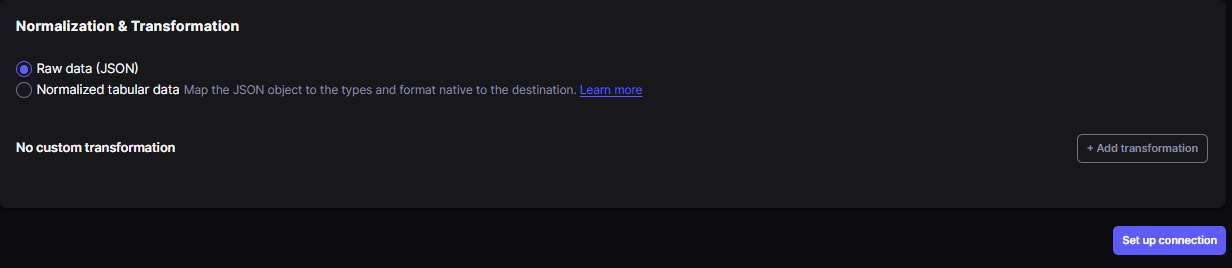 Normalization & Transformation
Raw data (JSON)
Normalized tabular data Map the JSON object to the types and format native to the destination. Learn more
No custom transformation
+ Add transformation
Set up connection